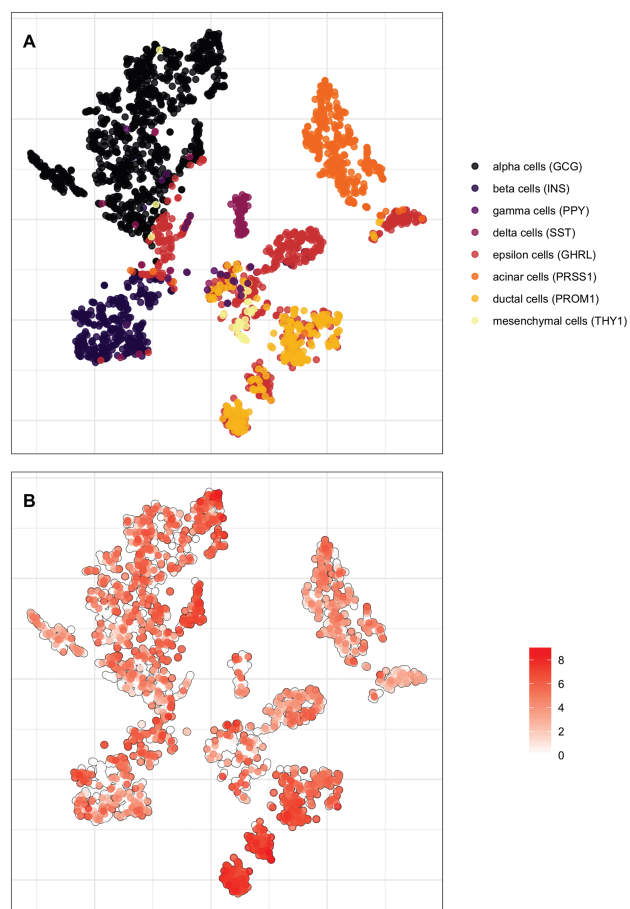 A
alpha cells (GCG)
beta cells (INS)
gamma cells (PPY)
delta cells (SST)
epsilon cells (GHRL)
acinar cells (PRSS1)
ductal cells (PROM1)
mesenchymal cells (THY1)
B
8
6
4
2
0